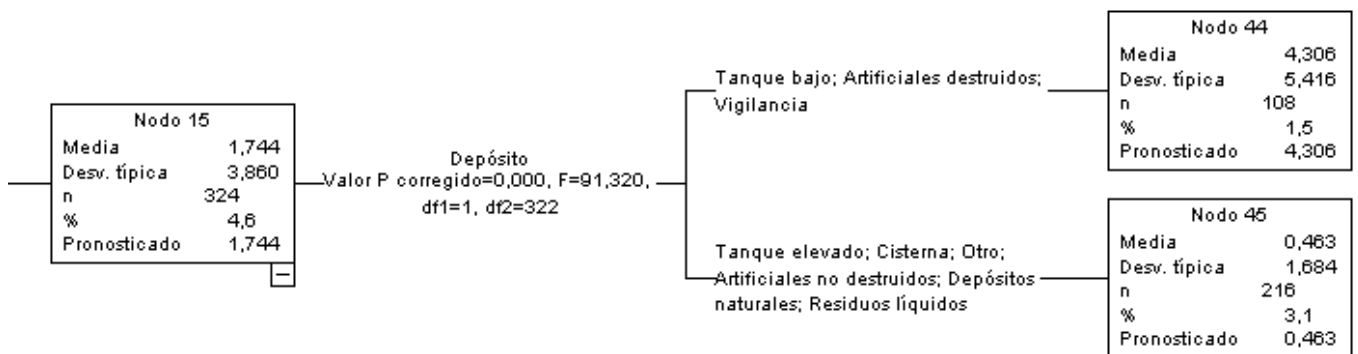 Nodo 15
Media 1,744
Desv. típica 3,860
n 324
% 4,6
Pronosticado 1,744
Depósito
Valor P corregido=0,000, F=91,320,
df1=1, df2=322
Tanque bajo; Artificiales destruidos;
Vigilancia
Nodo 44
Media 4,306
Desv. típica 5,416
n 108
% 1,5
Pronosticado 4,306
Tanque elevado; Cisterna; Otro;
Artificiales no destruidos; Depósitos
naturales; Residuos líquidos
Nodo 45
Media 0,463
Desv. típica 1,684
n 216
% 3,1
Pronosticado 0,463